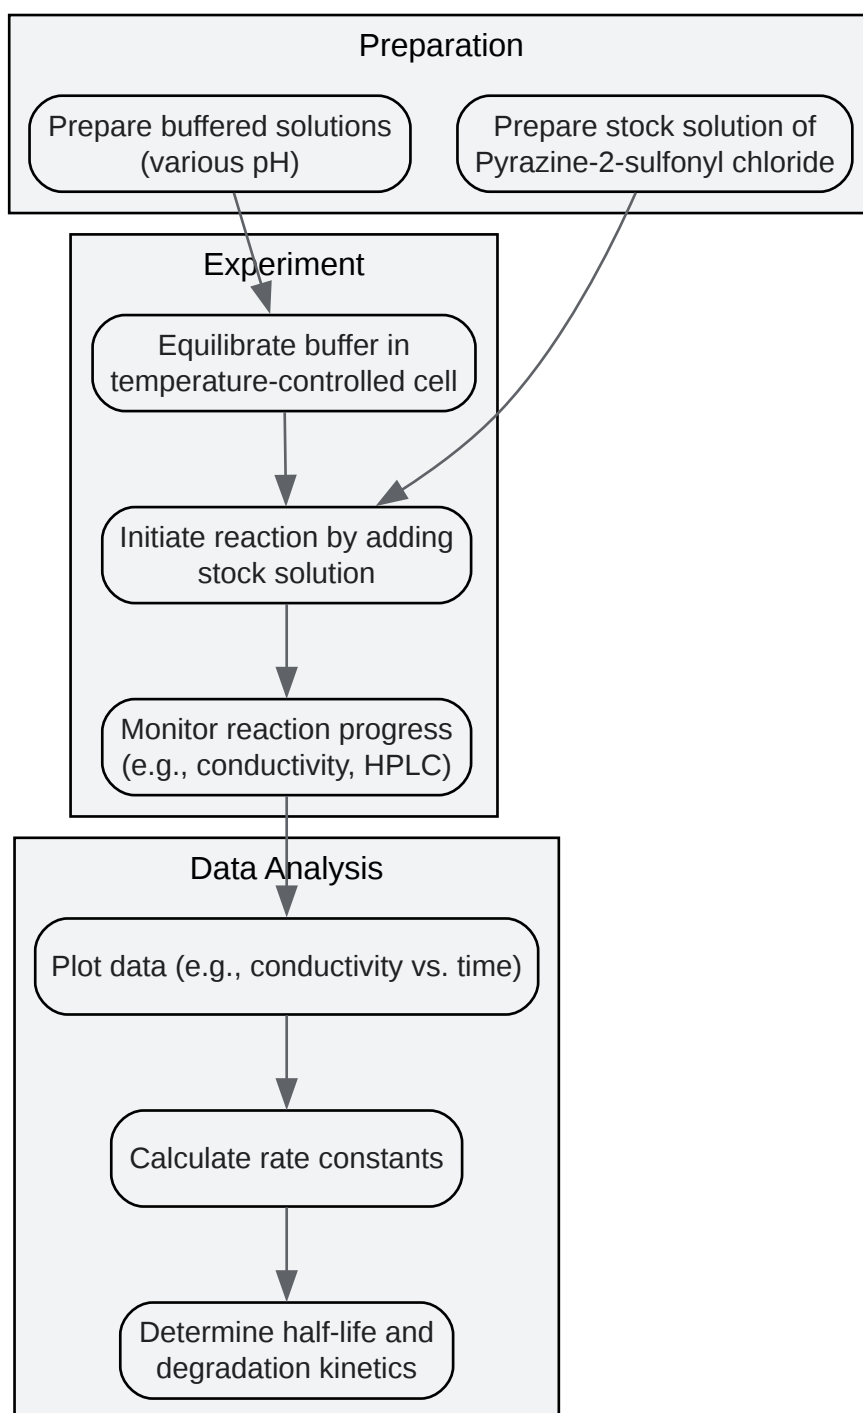 Preparation
Prepare buffered solutions
(various pH)
Prepare stock solution of
Pyrazine-2-sulfonyl chloride
Experiment
Equilibrate buffer in
temperature-controlled cell
Initiate reaction by adding
stock solution
Monitor reaction progress
(e.g., conductivity, HPLC)
Data Analysis
Plot data (e.g., conductivity vs. time)
Calculate rate constants
Determine half-life and
degradation kinetics